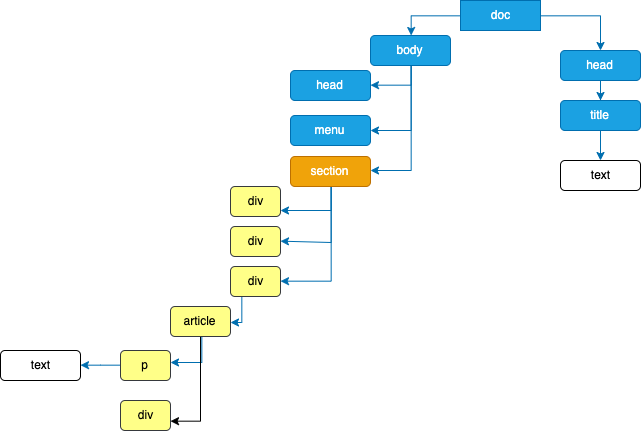 doc
body
head
head
menu
title
section
text
div
div
div
article
text
p
div